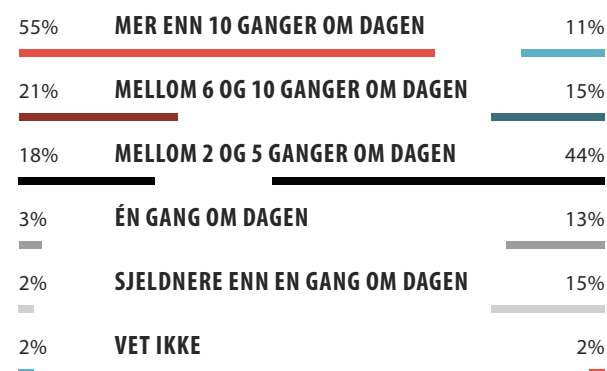 55% MER ENN 10 GANGER OM DAGEN 11%
21% MELLOM 6 OG 10 GANGER OM DAGEN 15%
18% MELLOM 2 OG 5 GANGER OM DAGEN 44%
3% ÉN GANG OM DAGEN 13%
2% SJELDNERE ENN EN GANG OM DAGEN 15%
2% VET IKKE 2%